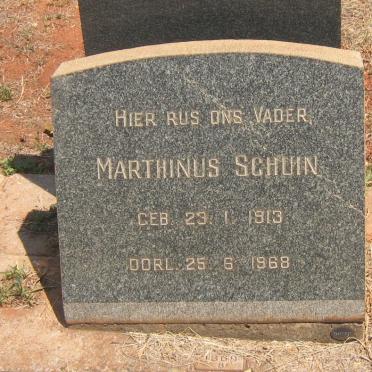 HIER RUS ONS VADER,
MARTHINUS SCHUIN
GEB. 23. 1. 1913
OORL. 25. 6. 1968